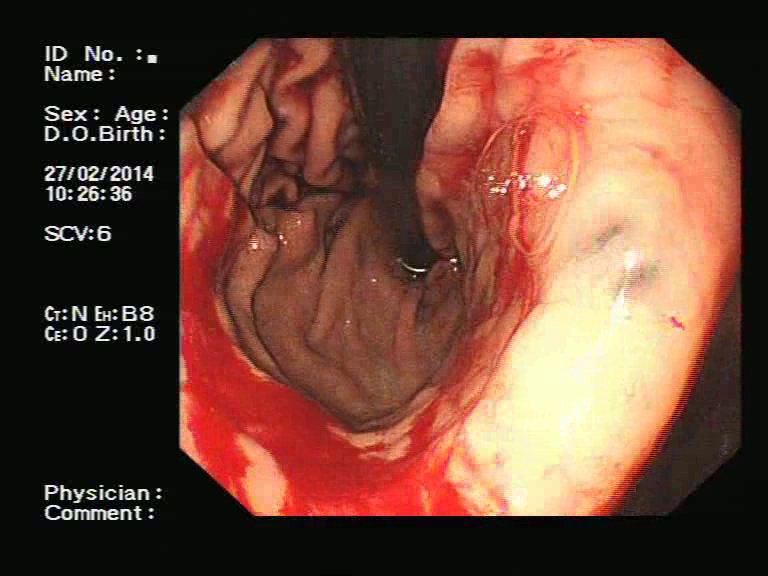 ID No. :
Name:
Sex: Age:
D.O.Birth:
27/02/2014
10:26:36
SCV:6
CT:N EH:B8
CE:0 Z:1.0
Physician:
Comment: